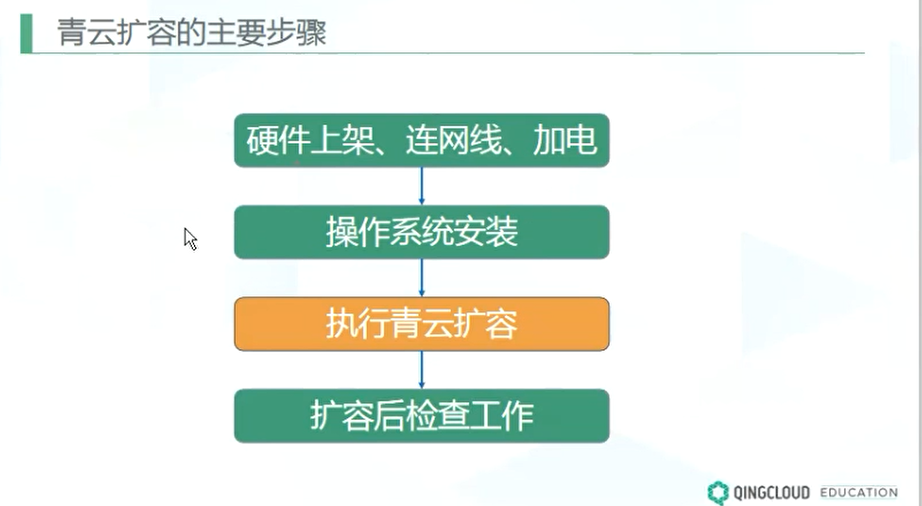 青云扩容的主要步骤
硬件上架、连网线、加电
操作系统安装
执行青云扩容
扩容后检查工作
QINGCLOUD EDUCATION